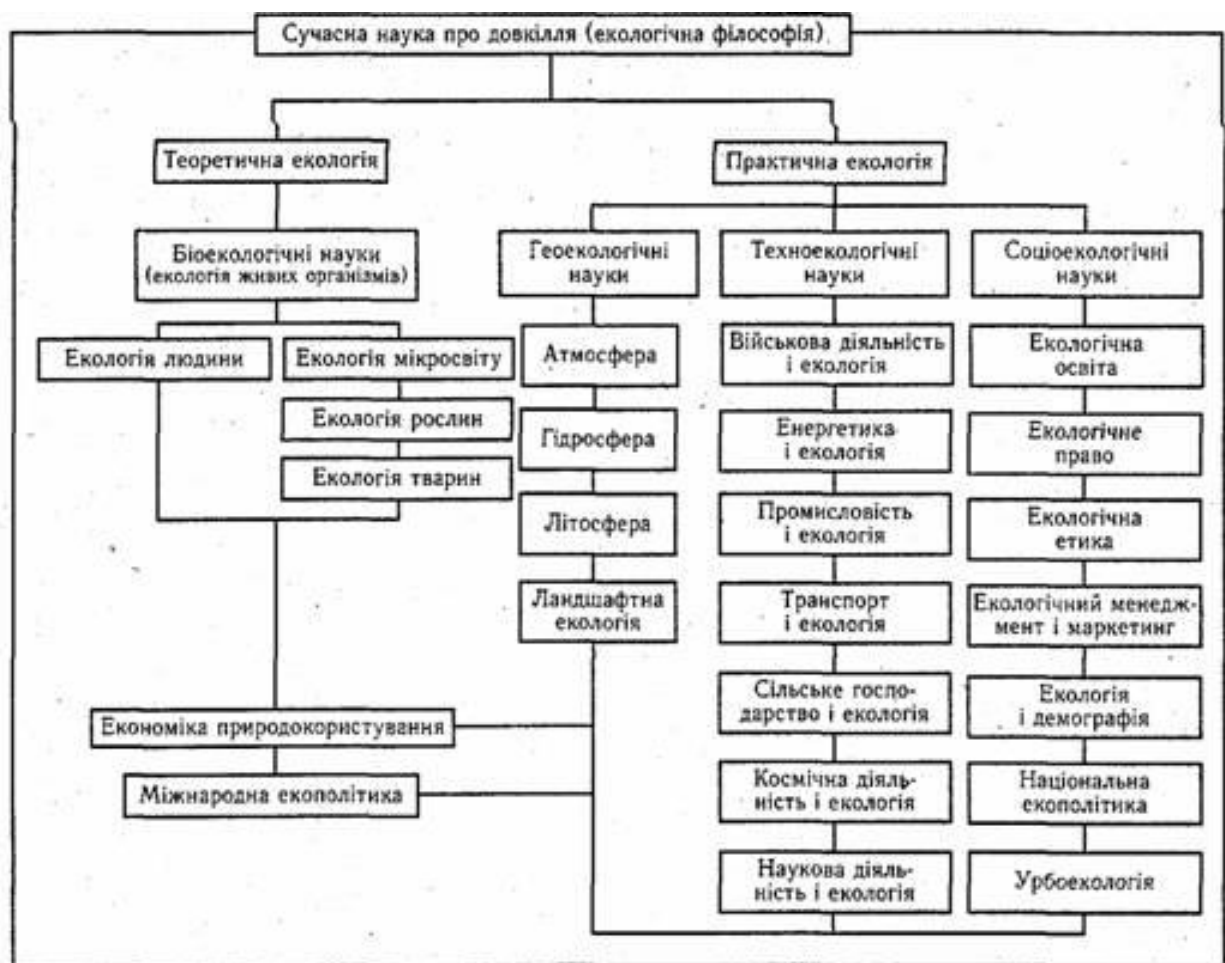 Сучасна наука про довкілля (екологічна філософія)
Теоретична екологія
Практична екологія
Біоекологічні науки
(екологія живих організмів)
Геоекологічні
науки
Техноекологічні
науки
Соціоекологічні
науки
Екологія людини
Екологія мікросвіту
Екологія рослин
Екологія тварин
Атмосфера
Гідросфера
Літосфера
Ландшафтна
екологія
Військова діяльність
і екологія
Енергетика
і екологія
Промисловість
і екологія
Транспорт
і екологія
Сільське госпо-
дарство і екологія
Космічна діяль-
ність і екологія
Наукова діяль-
ність і екологія
Екологічна
освіта
Екологічне
право
Екологічна
етика
Екологічний менедж-
мент і маркетинг
Екологія
і демографія
Національна
екополітика
Урбоекологія
Економіка природокористування
Міжнародна екополітика